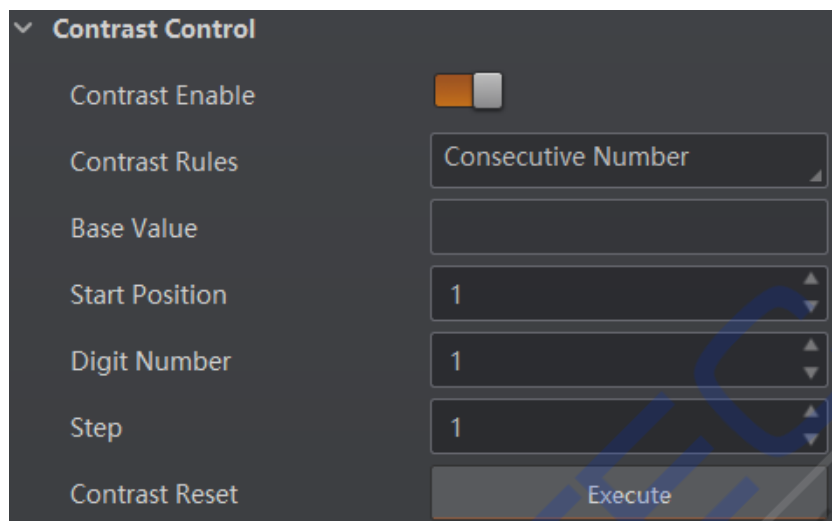 Contrast Control
Contrast Enable
Contrast Rules Consecutive Number
Base Value
Start Position 1
Digit Number 1
Step 1
Contrast Reset Execute